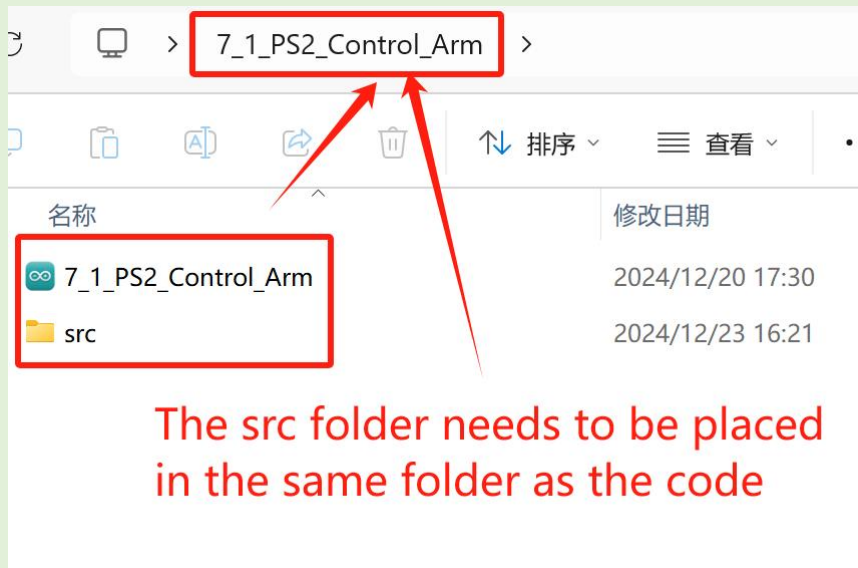 7_1_PS2_Control_Arm
排序
查看
名称
修改日期
7_1_PS2_Control_Arm
2024/12/20 17:30
src
2024/12/23 16:21
The src folder needs to be placed
in the same folder as the code